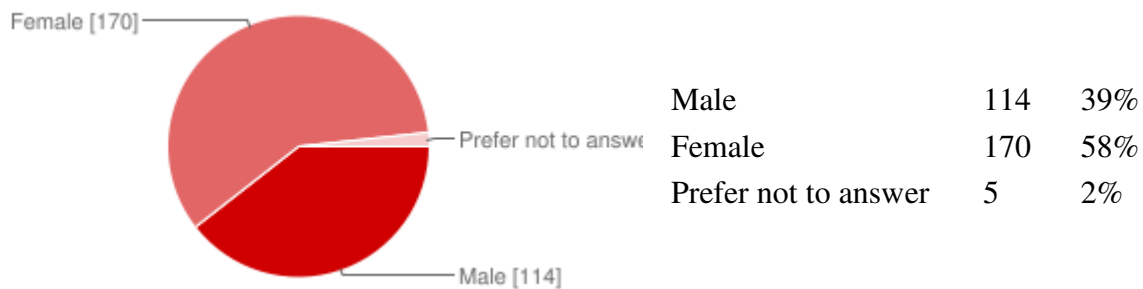 Female [170]
Prefer not to answe
Male [114]
Male 114 39%
Female 170 58%
Prefer not to answer 5 2%